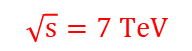 √s = 7 TeV